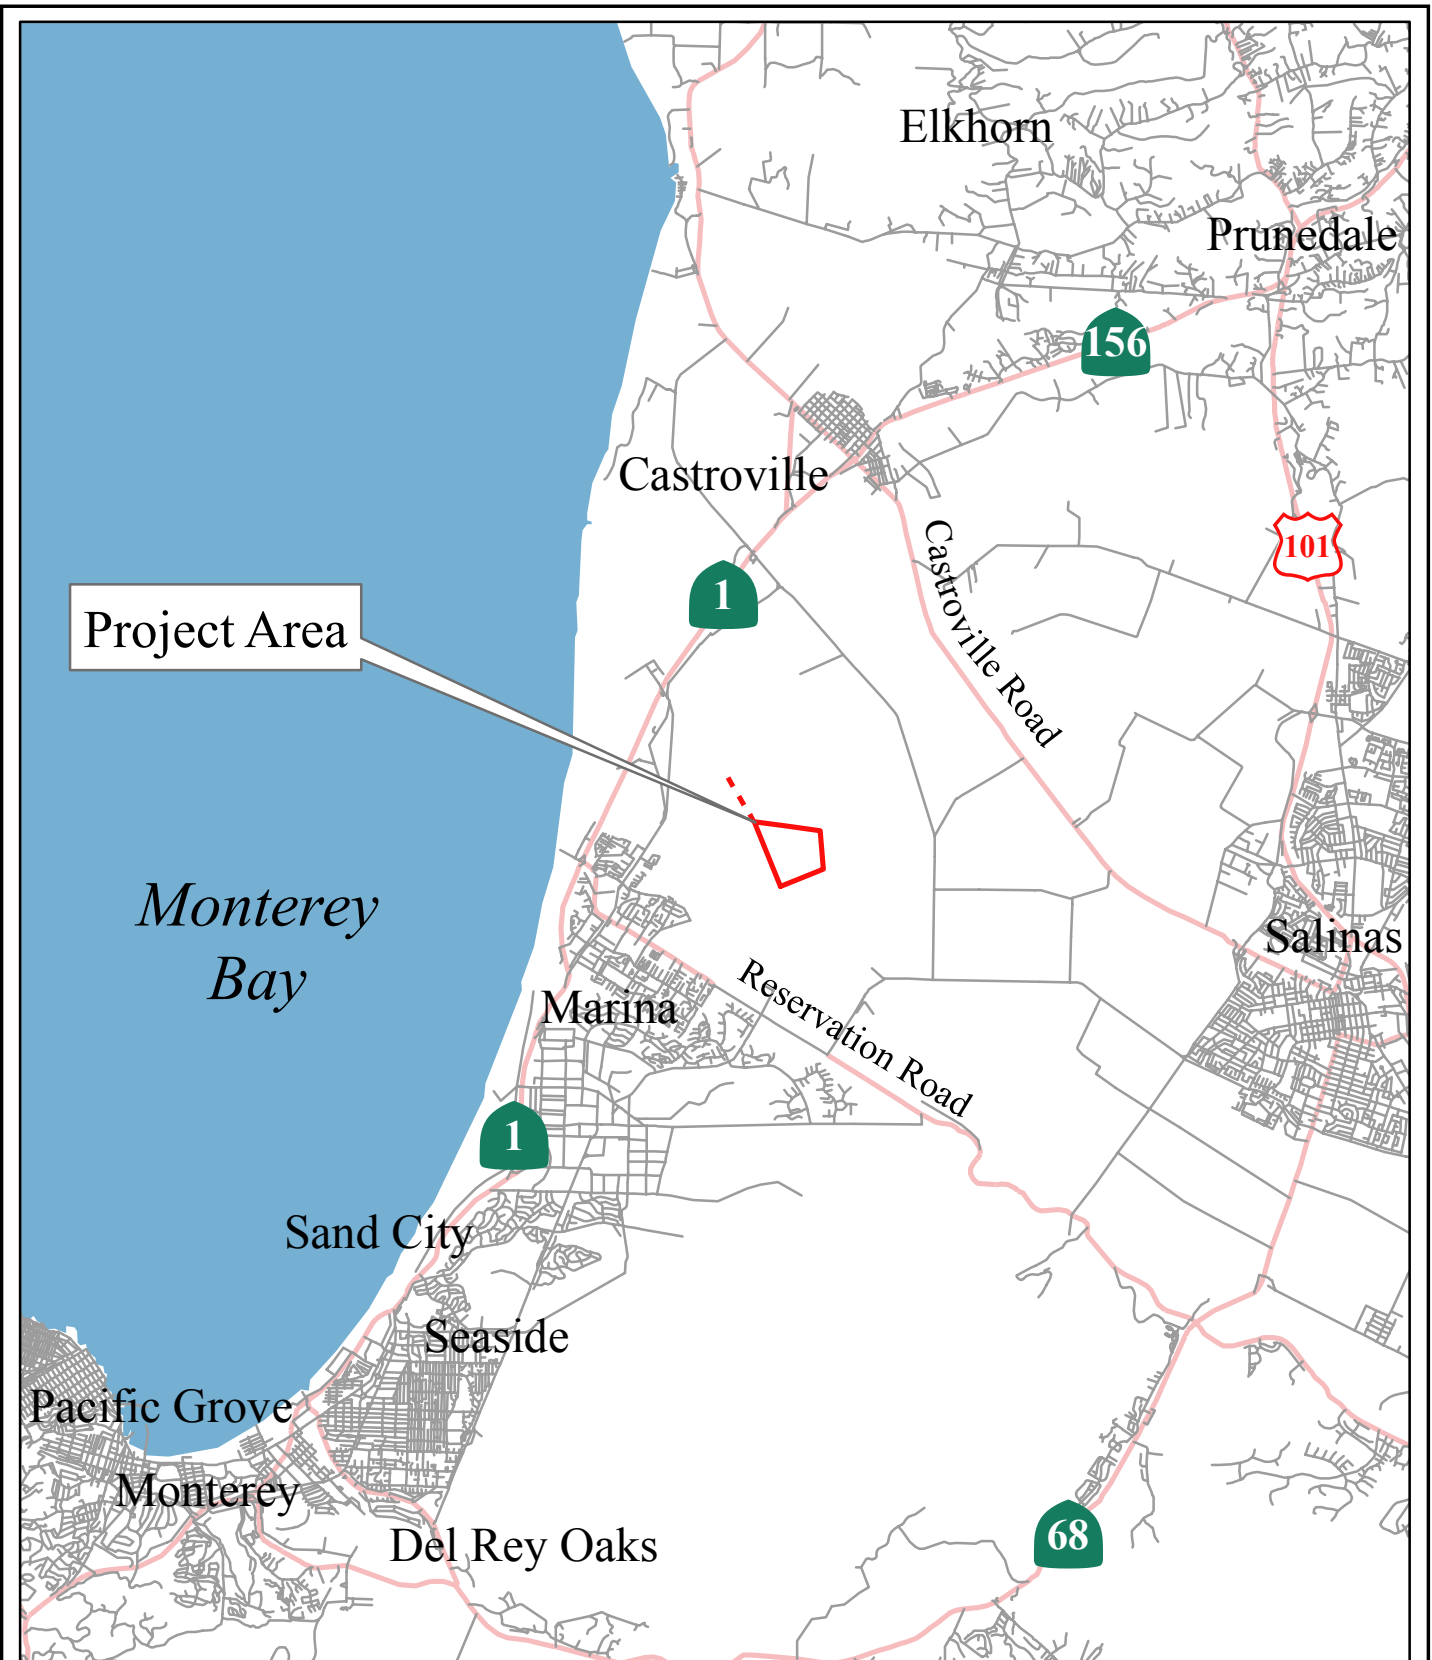 Elkhorn
Prunedale
156
Castroville
101
1
Castroville Road
Project Area
Monterey
Bay
Salinas
Reservation Road
Marina
1
Sand City
Seaside
Pacific Grove
Monterey
68
Del Rey Oaks